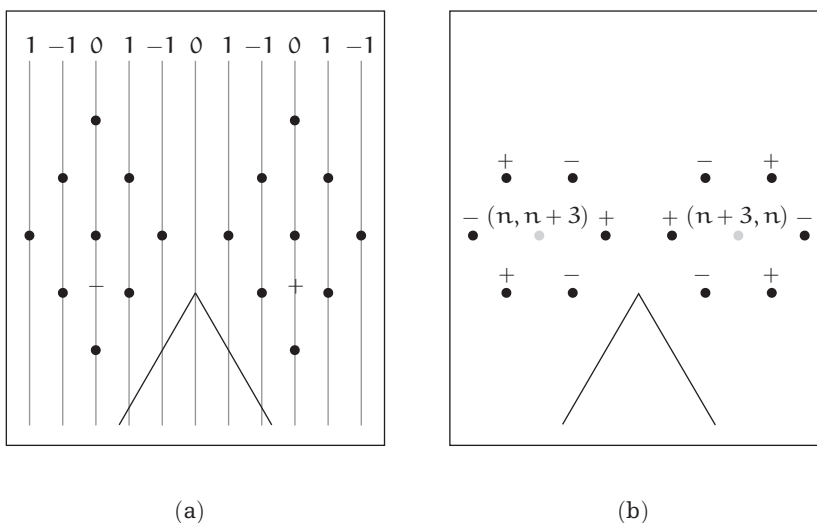 1 −1 0 1 −1 0 1 −1 0 1 −1
− +
+ − − +
− (n, n + 3) + + (n + 3, n) −
+ − − +
(a) (b)